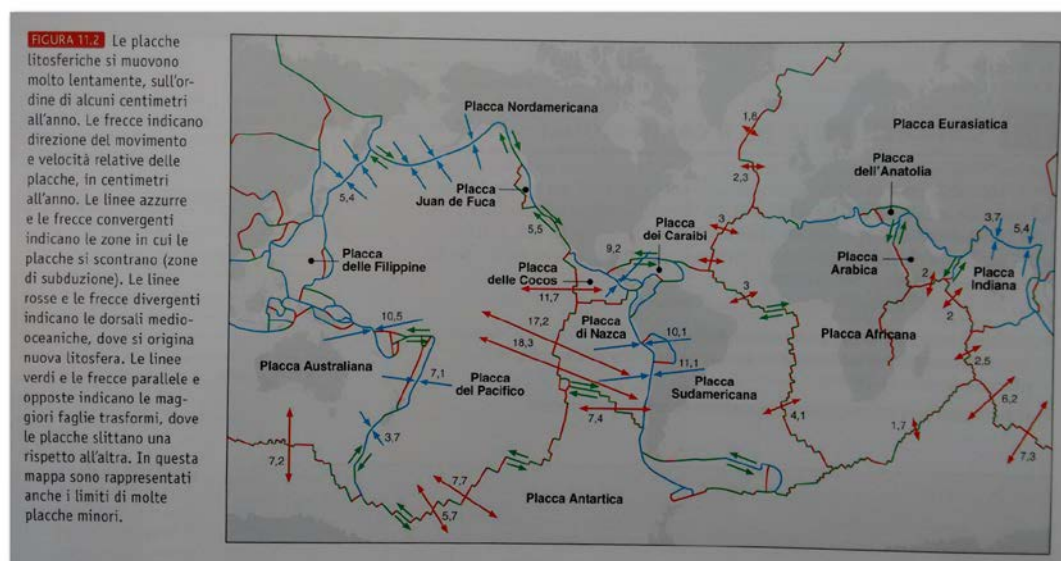 FIGURA 11.2 Le placche
litosferiche si muovono
molto lentamente, sull'or-
dine di alcuni centimetri
all'anno. Le frecce indicano
direzione del movimento
e velocità relative delle
placche, in centimetri
all'anno. Le linee azzurre
e le frecce convergenti
indicano le zone in cui le
placche si scontrano (zone
di subduzione). Le linee
rosse e le frecce divergenti
indicano le dorsali medio-
oceaniche, dove si origina
nuova litosfera. Le linee
verdi e le frecce parallele e
opposte indicano le mag-
giori faglie trasformi, dove
le placche slittano una
rispetto all'altra. In questa
mappa sono rappresentati
anche i limiti di molte
placche minori.
Placca Nordamericana
1,8
Placca Eurasiatica
Placca
dell'Anatolia
2,3
5,4
Placca
Juan de Fuca
5,5
3
Placca
dei Caraibi
9,2
3,7
5,4
Placca
delle Filippine
Placca
delle Cocos
11,7
3
Placca
Arabica
2
Placca
Indiana
2
10,5
17,2
18,3
Placca
di Nazca
10,1
11,1
Placca Africana
2,5
Placca Australiana
7,1
Placca
del Pacifico
Placca
Sudamericana
7,4
4,1
6,2
3,7
1,7
7,2
7,7
5,7
Placca Antartica
7,3